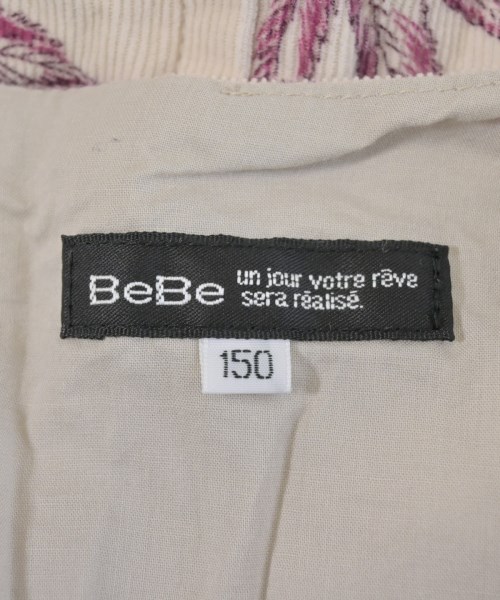 BeBe
un jour votre rêve
sera réalisé.
150